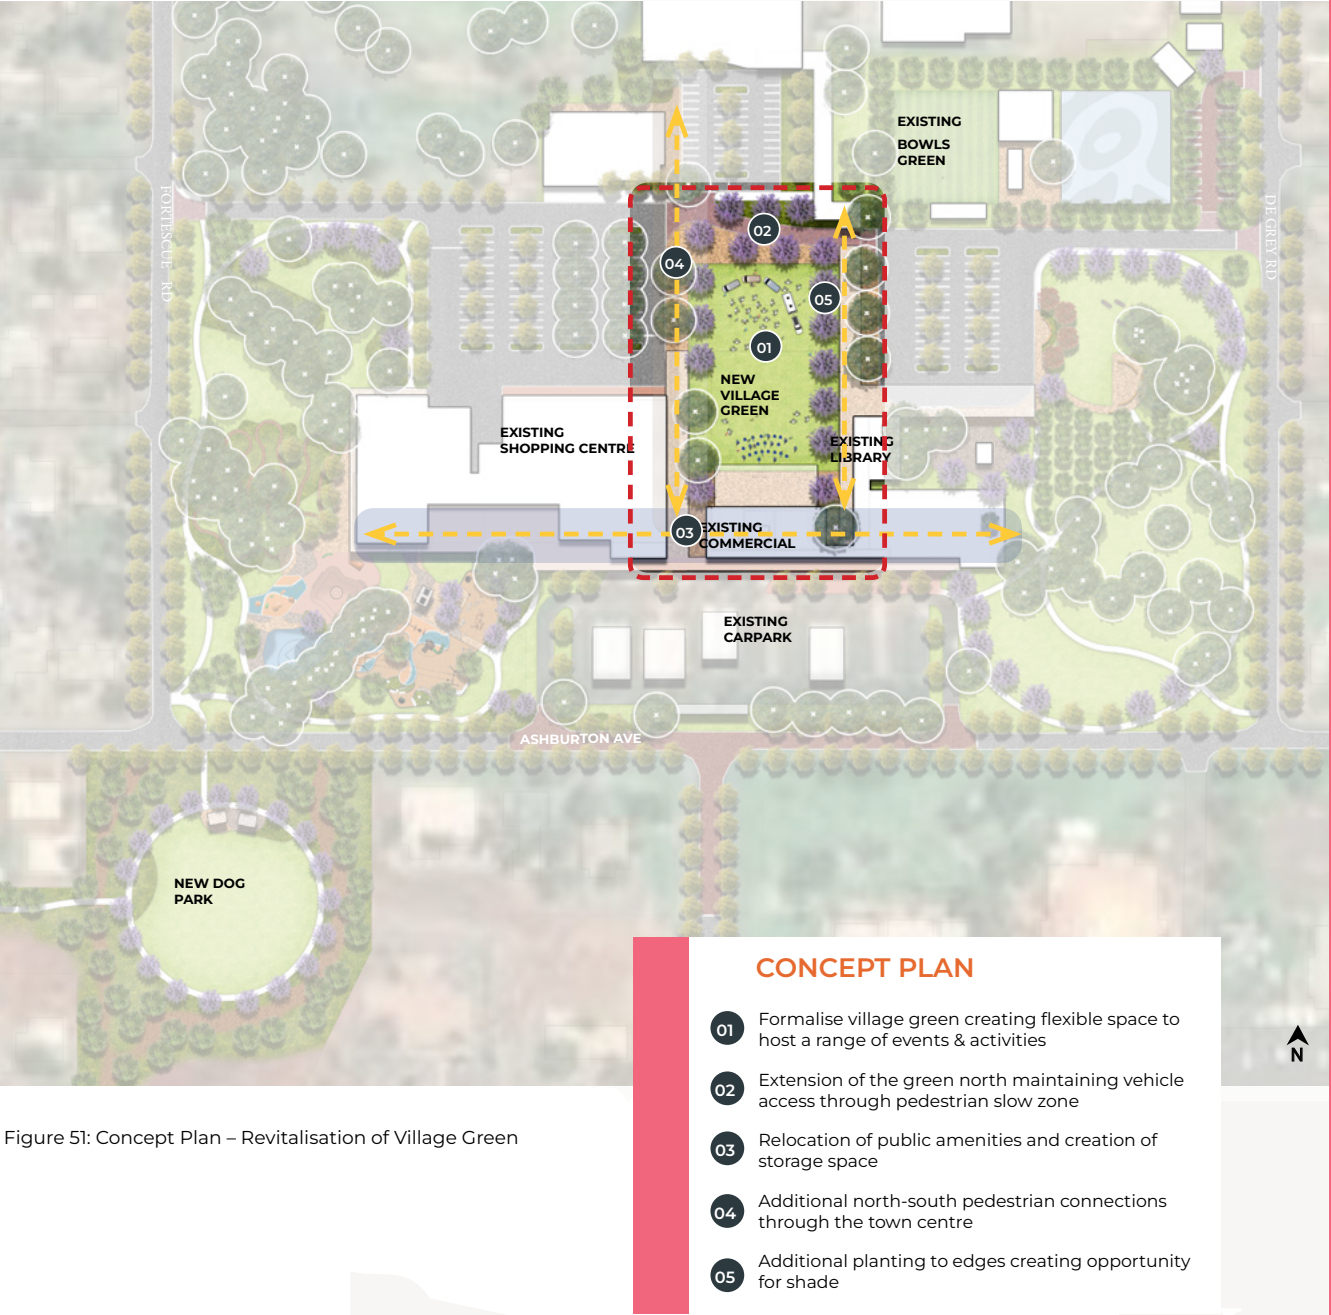 EXISTING
BOWLS
GREEN
FORTESCUE RD
DE GREY RD
02
04
05
01
NEW
VILLAGE
GREEN
EXISTING
SHOPPING CENTRE
EXISTING
LIBRARY
03
EXISTING
COMMERCIAL
EXISTING
CARPARK
ASHBURTON AVE
NEW DOG
PARK
N
CONCEPT PLAN
01 Formalise village green creating flexible space to
host a range of events & activities
02 Extension of the green north maintaining vehicle
access through pedestrian slow zone
03 Relocation of public amenities and creation of
storage space
04 Additional north-south pedestrian connections
through the town centre
05 Additional planting to edges creating opportunity
for shade
Figure 51: Concept Plan – Revitalisation of Village Green